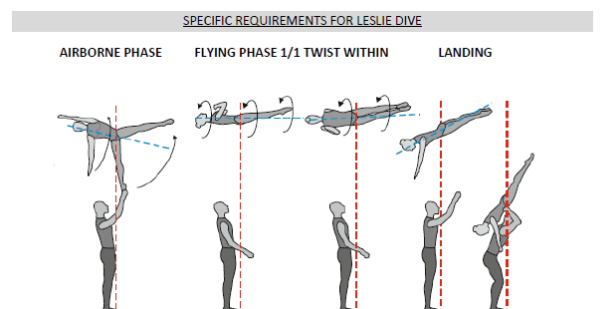 SPECIFIC REQUIREMENTS FOR LESLIE DIVE
AIRBORNE PHASE FLYING PHASE 1/1 TWIST WITHIN LANDING